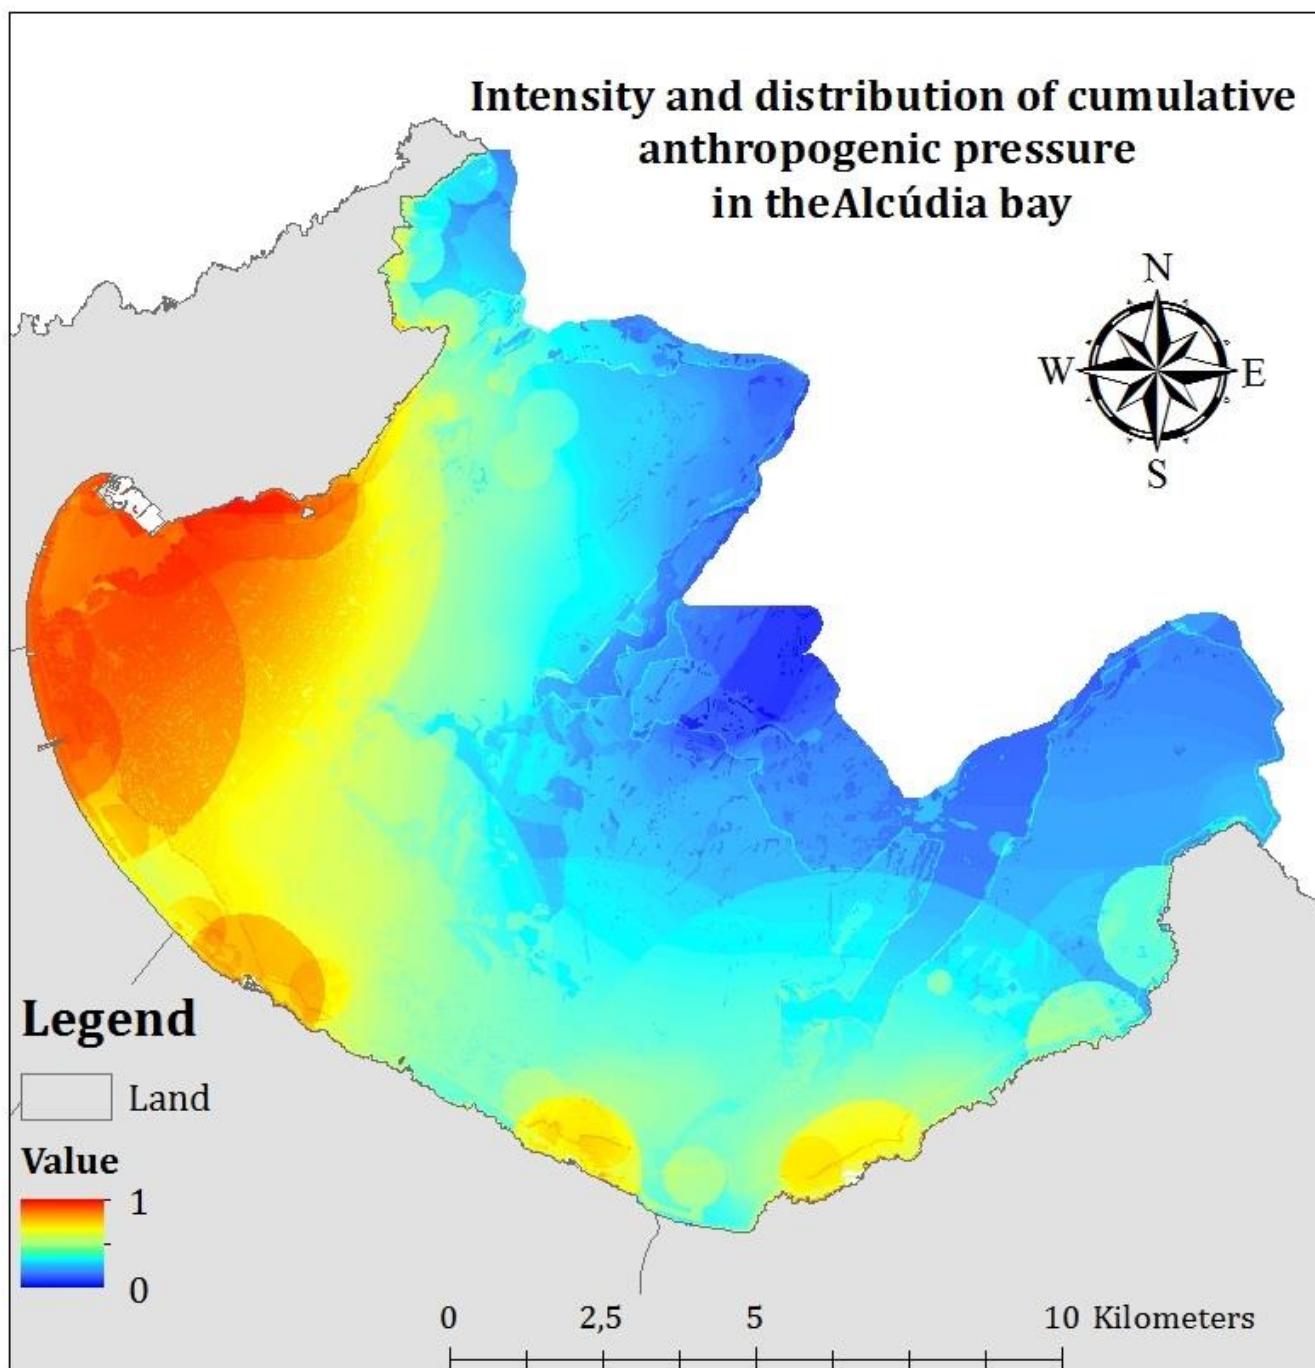 Intensity and distribution of cumulative
anthropogenic pressure
in theAlcúdia bay
N
W
E
S
Legend
Land
Value
1
0
0
2,5
5
10 Kilometers